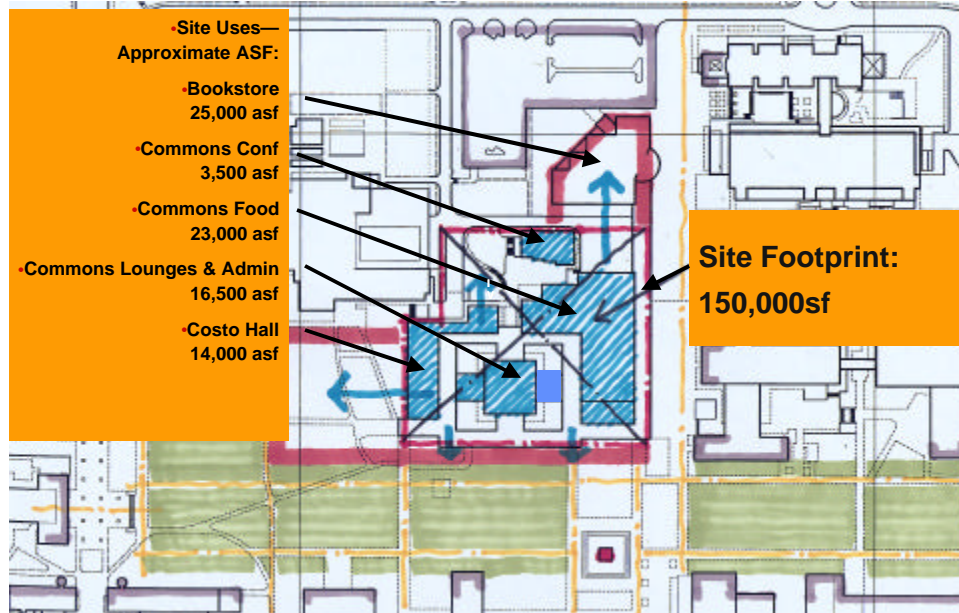 •Site Uses—
Approximate ASF:
•Bookstore
25,000 asf
•Commons Conf
3,500 asf
•Commons Food
23,000 asf
•Commons Lounges & Admin
16,500 asf
•Costo Hall
14,000 asf
Site Footprint:
150,000sf